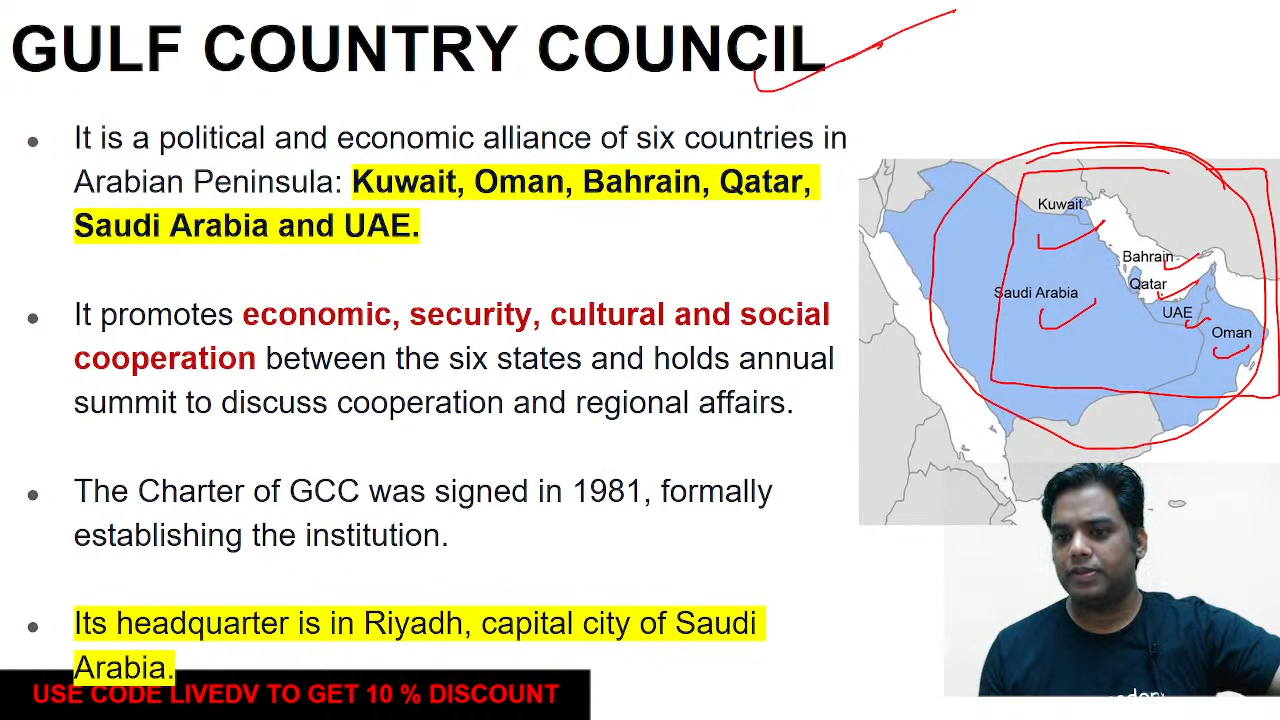 GULF COUNTRY COUNCIL
● It is a political and economic alliance of six countries in
Arabian Peninsula: Kuwait, Oman, Bahrain, Qatar,
Saudi Arabia and UAE.
● It promotes economic, security, cultural and social
cooperation between the six states and holds annual
summit to discuss cooperation and regional affairs.
● The Charter of GCC was signed in 1981, formally
establishing the institution.
● Its headquarter is in Riyadh, capital city of Saudi
Arabia.
Kuwait
Bahrain
Qatar
Saudi Arabia
UAE
Oman
USE CODE LIVEDV TO GET 10 % DISCOUNT